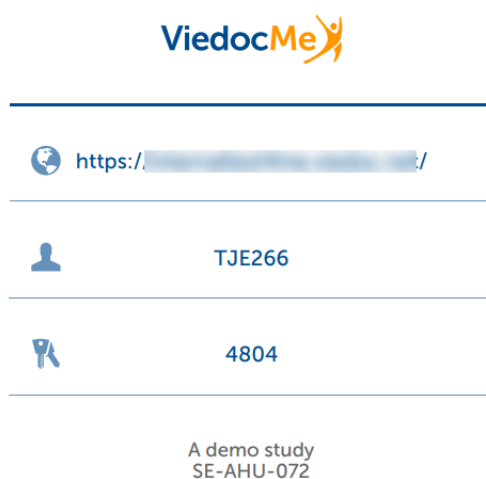 ViedocMe
https:/ /
TJE266
4804
A demo study
SE-AHU-072